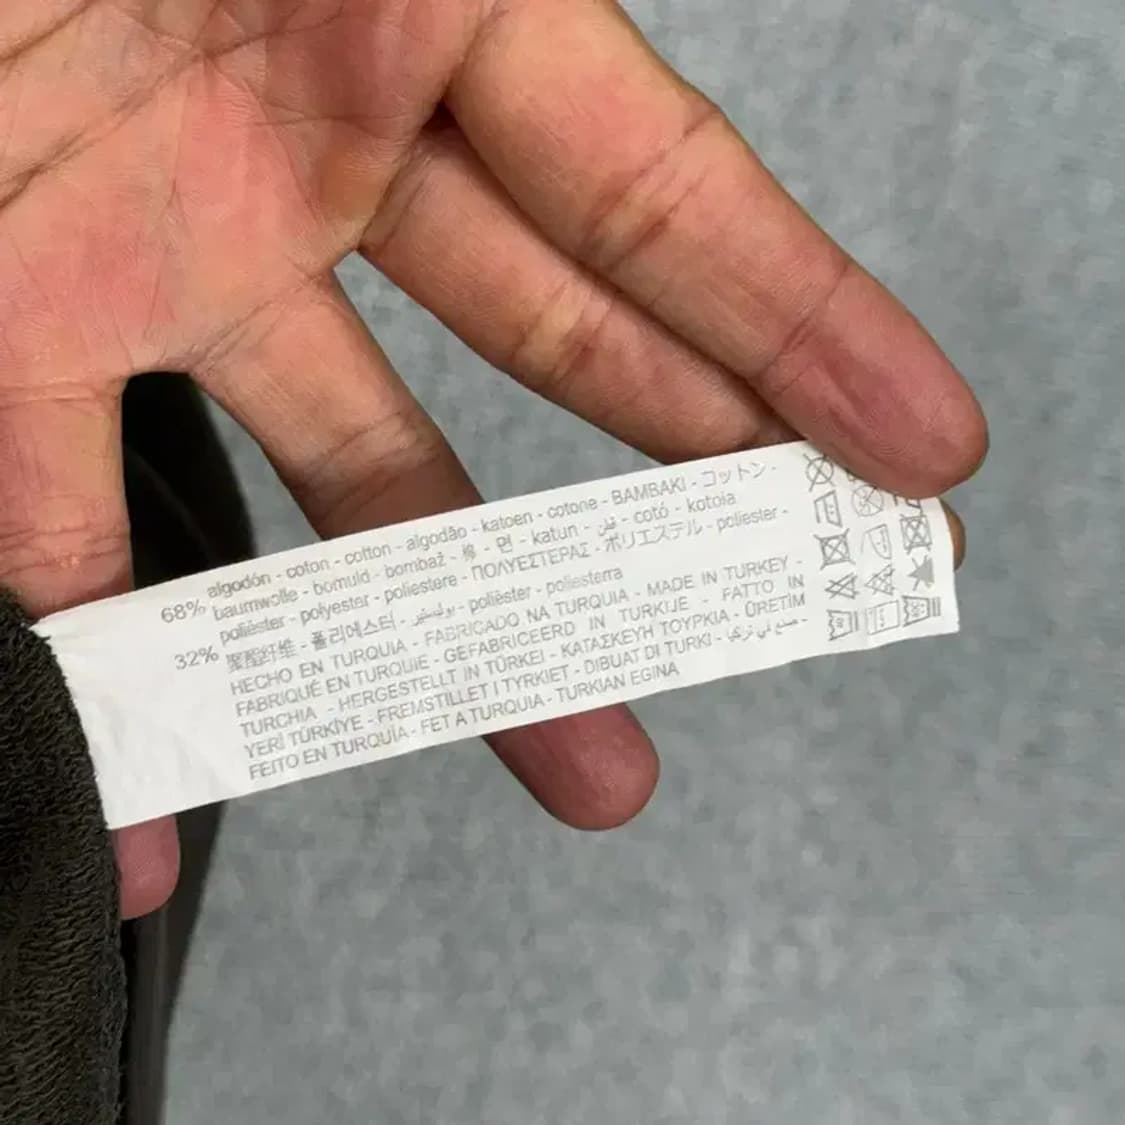 68% algodón - coton - cotton - algodão - katoen - cotone - BAMBAKI - コットン -
baumwolle - bomuld - bombaž - 棉 - 면 - katun - قطن - cotó - kotoia
32% poliéster - polyester - poliestere - ΠΟΛΥΕΣΤΕΡΑΣ - ポリエステル - poliester -
聚酯纤维 - 폴리에스터 - بوليستر - polièster - poliesterra
HECHO EN TURQUIA - FABRICADO NA TURQUIA - MADE IN TURKEY -
FABRIQUÉ EN TURQUIE - GEFABRICEERD IN TURKIJE - FATTO IN
TURCHIA - HERGESTELLT IN TÜRKEI - ΚΑΤΑΣΚΕΥΗ ΤΟΥΡΚΙΑ - ÜRETİM
YERİ TÜRKİYE - FREMSTILLET I TYRKIET - DIBUAT DI TURKI - صنع في تركيا -
FEITO EN TURQUÍA - FET A TURQUIA - TURKIAN EGINA